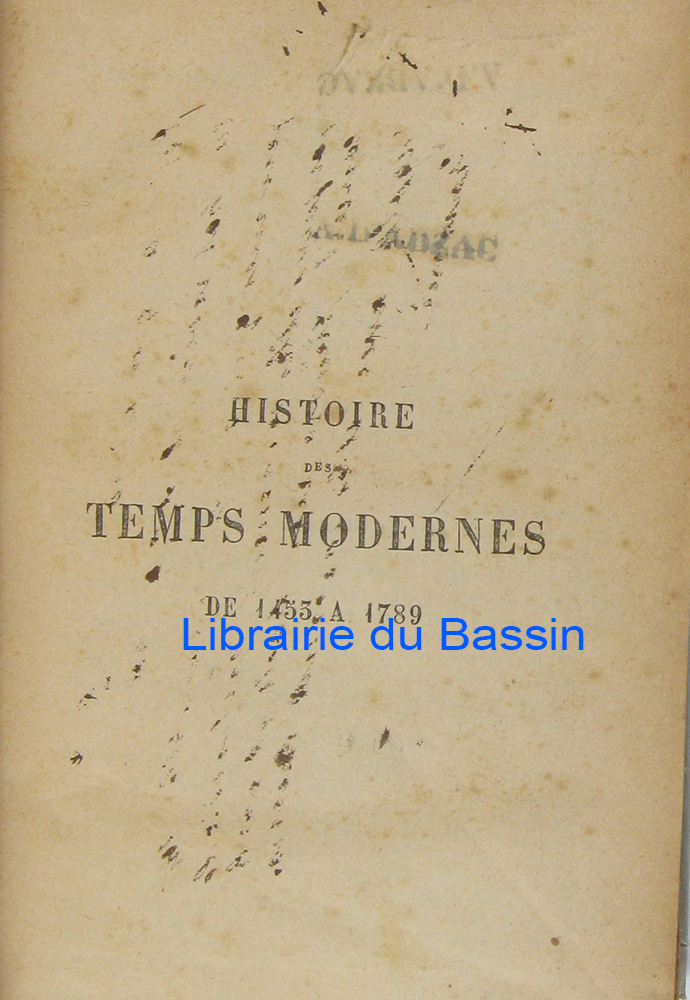 HISTOIRE
DES
TEMPS MODERNES
DE 1453 A 1789
Librairie du Bassin